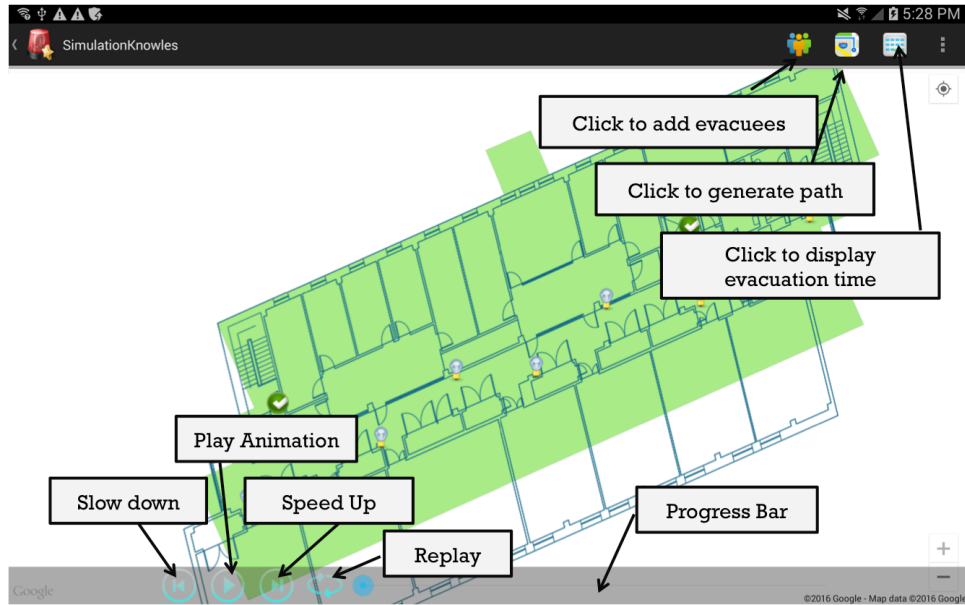 5:28 PM
SimulationKnowles
Click to add evacuees
Click to generate path
Click to display
evacuation time
Play Animation
Slow down
Speed Up
Progress Bar
Replay
Google
©2016 Google - Map data ©2016 Google